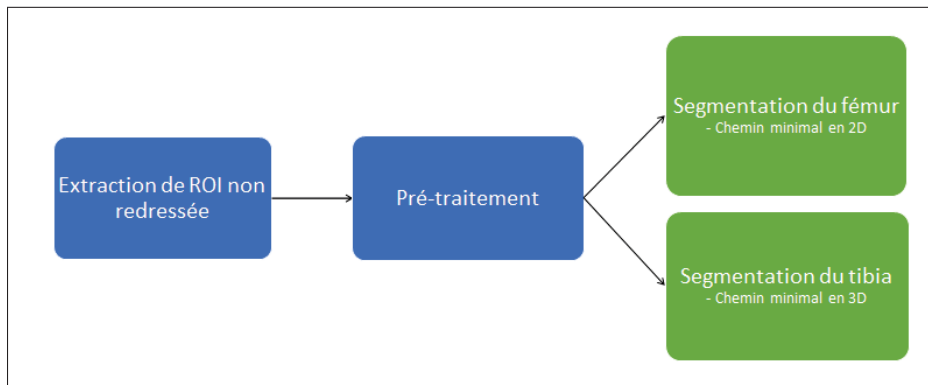 Extraction de ROI non
redressée
Pré-traitement
Segmentation du fémur
- Chemin minimal en 2D
Segmentation du tibia
- Chemin minimal en 3D